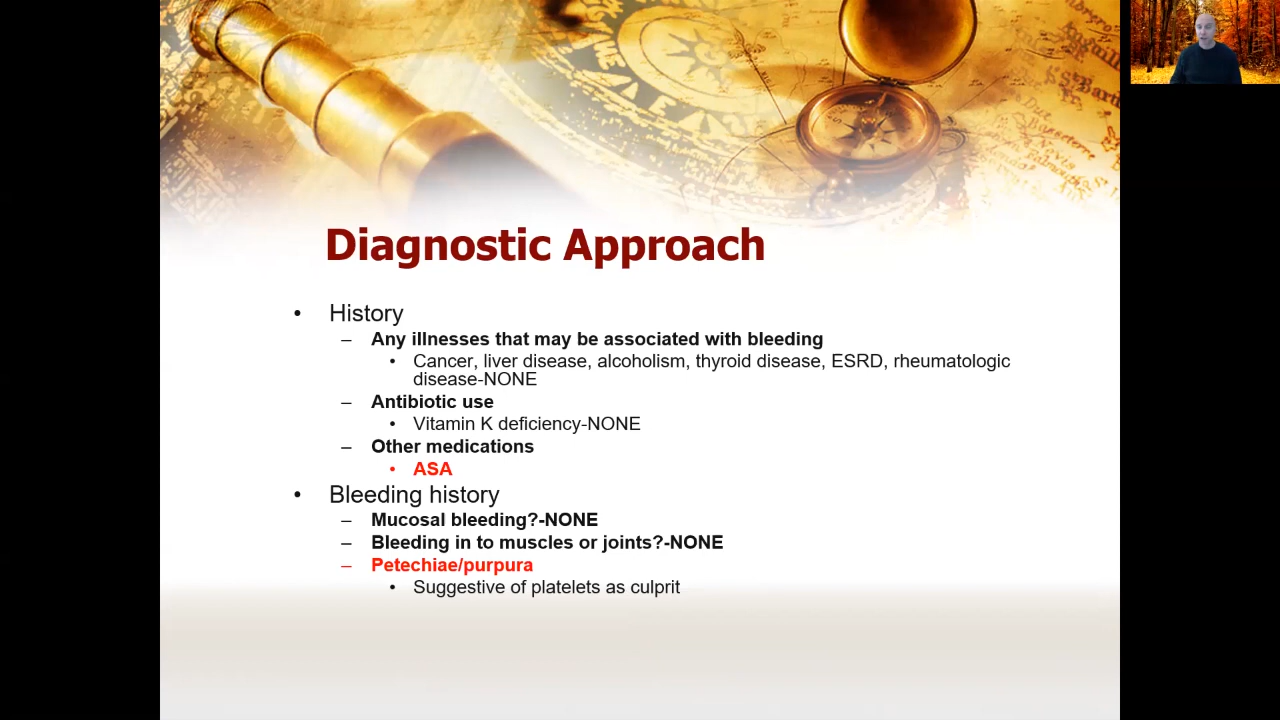 Diagnostic Approach
• History
– Any illnesses that may be associated with bleeding
• Cancer, liver disease, alcoholism, thyroid disease, ESRD, rheumatologic
disease-NONE
– Antibiotic use
• Vitamin K deficiency-NONE
– Other medications
• ASA
• Bleeding history
– Mucosal bleeding?-NONE
– Bleeding in to muscles or joints?-NONE
– Petechiae/purpura
• Suggestive of platelets as culprit